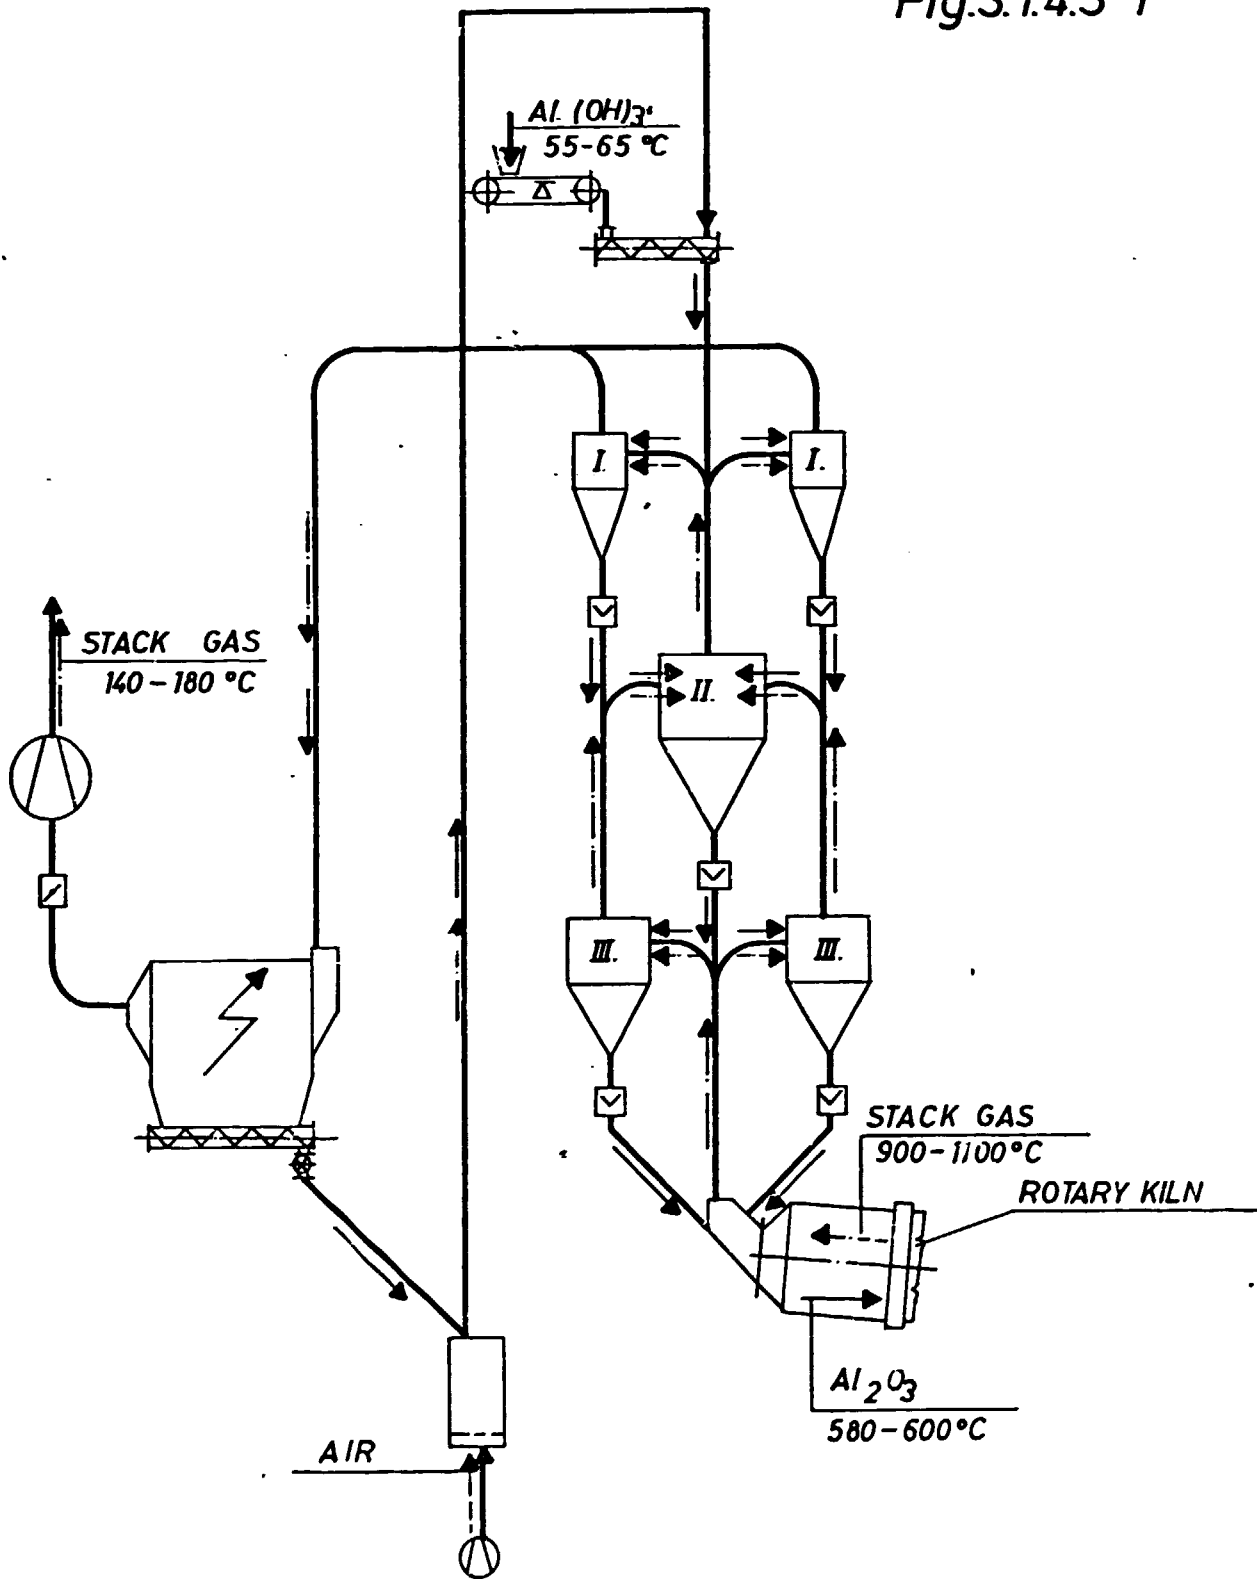 Fig.3.1.4.3-1
Al (OH)3
55-65 °C
I.
I.
STACK GAS
140-180 °C
II.
III.
III.
STACK GAS
900-1100°C
ROTARY KILN
Al2O3
580-600°C
AIR